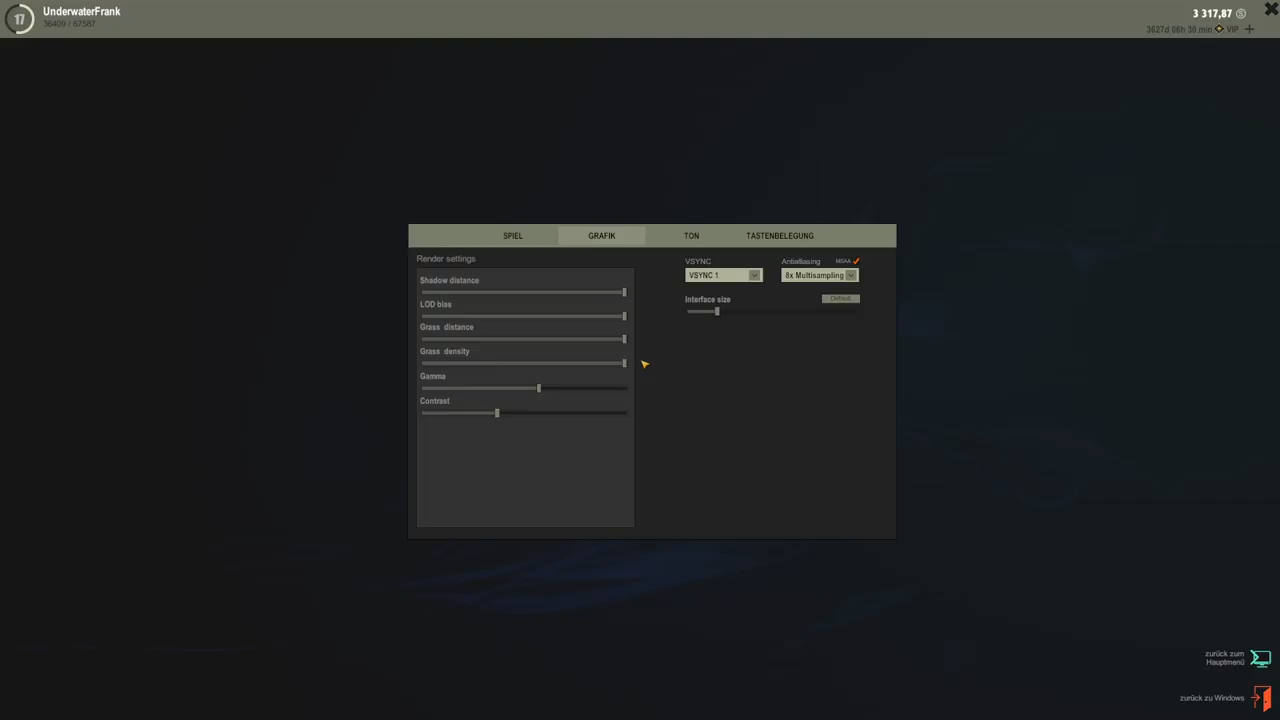 17
UnderwaterFrank
36409 / 67587
3 317,87 S
3627d 06h 30 min VIP
SPIEL
GRAFIK
TON
TASTENBELEGUNG
Render settings
Shadow distance
LOD bias
Grass distance
Grass density
Gamma
Contrast
VSYNC
VSYNC 1
Antialiasing MSAA
8x Multisampling
Interface size
Default
zurück zum
Hauptmenü
zurück zu Windows